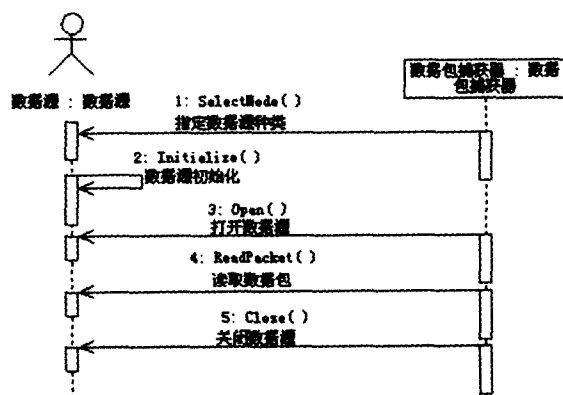 数据包捕获器 : 数据
包捕获器
数据源 : 数据源
1: SelectMode( )
指定数据源种类
2: Initialize( )
数据源初始化
3: Open( )
打开数据源
4: ReadPacket( )
读取数据包
5: Close( )
关闭数据源